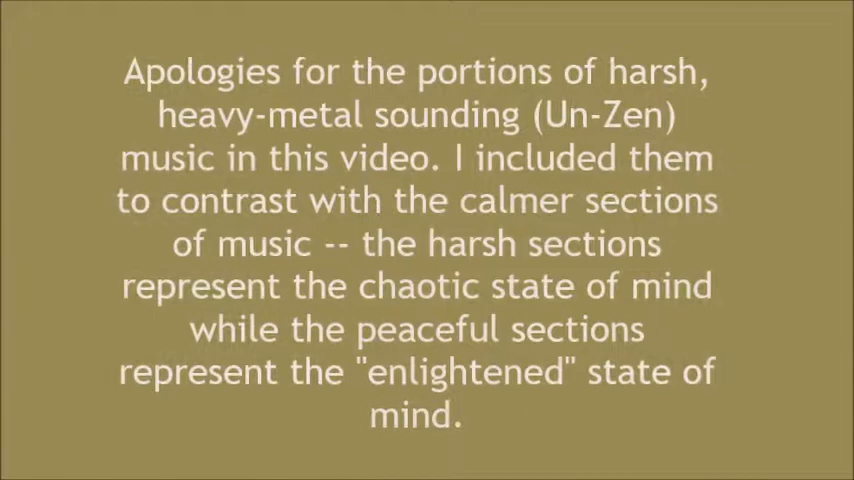 Apologies for the portions of harsh,
heavy-metal sounding (Un-Zen)
music in this video. I included them
to contrast with the calmer sections
of music -- the harsh sections
represent the chaotic state of mind
while the peaceful sections
represent the "enlightened" state of
mind.